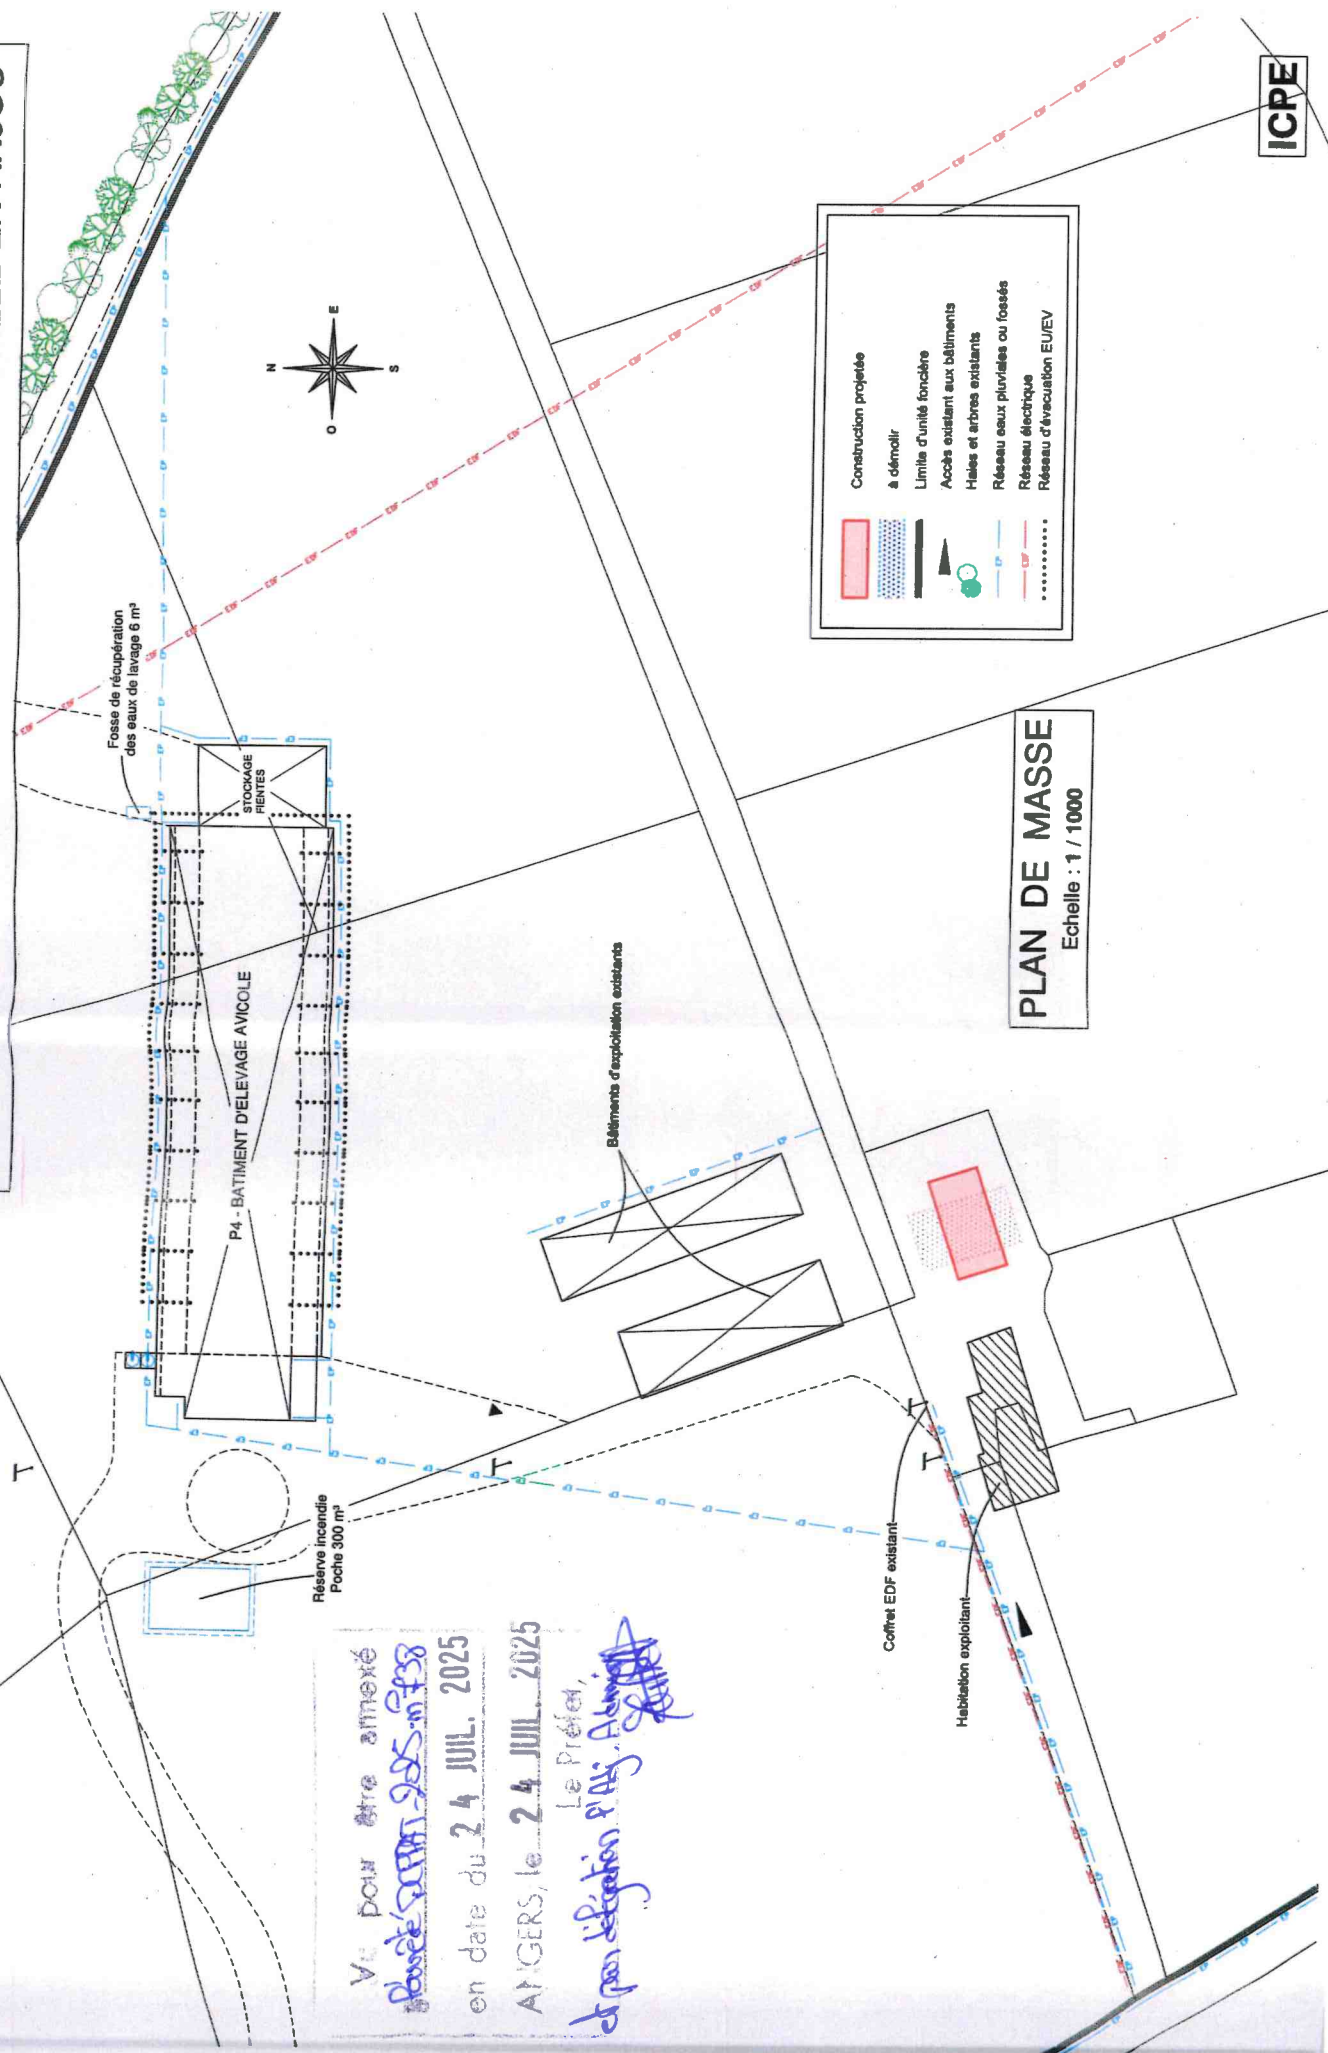 N
O
E
S
Fosse de récupération
des eaux de lavage 6 m³
STOCKAGE
FIENTES
P4 - BATIMENT D'ELEVAGE AVICOLE
Réserve incendie
Poche 300 m³
Bâtiments d'exploitation existants
Coffret EDF existant
Habitation exploitant
Vu pour être annexé
en date du 24 JUIL. 2025
ANGERS, le 24 JUIL. 2025
Le Préfet,
et par délégation
PLAN DE MASSE
Echelle : 1 / 1000
Construction projetée
à démolir
Limite d'unité foncière
Accès existant aux bâtiments
Haies et arbres existants
Réseau eaux pluviales ou fossés
Réseau électrique
Réseau d'évacuation EU/EV
ICPE